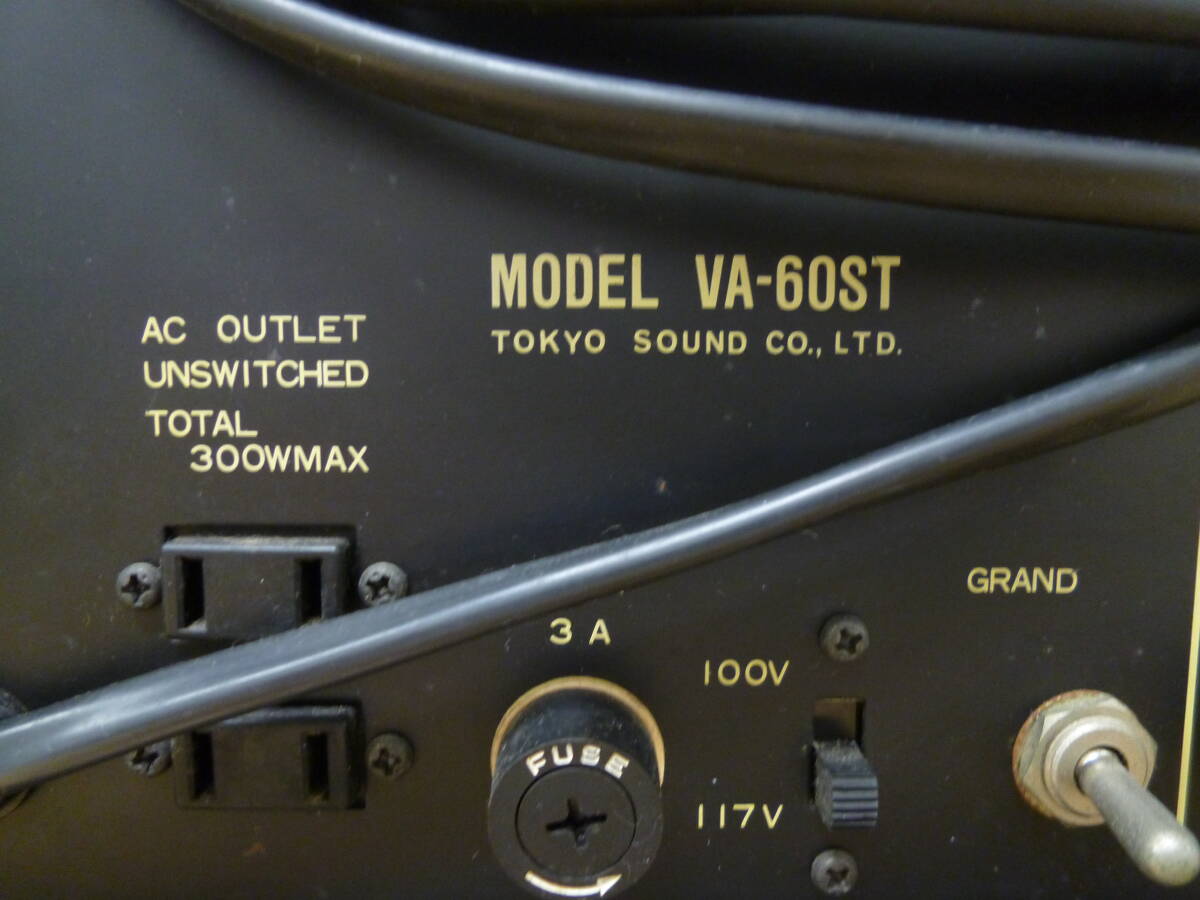 MODEL VA-60ST
TOKYO SOUND CO., LTD.
AC OUTLET
UNSWITCHED
TOTAL
300WMAX
GRAND
3 A
100V
FUSE
117V